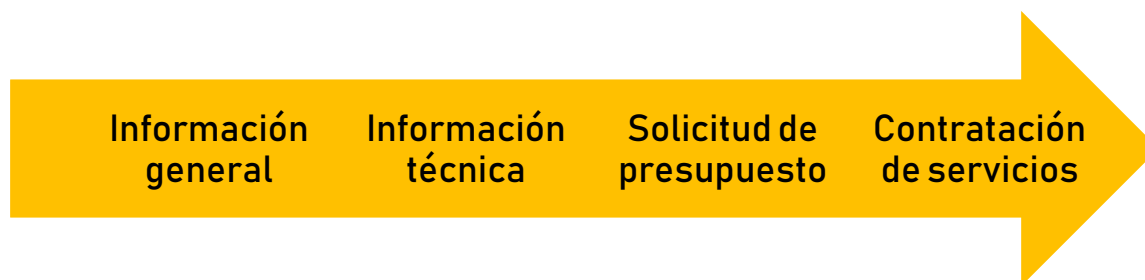 Información
general
Información
técnica
Solicitud de
presupuesto
Contratación
de servicios